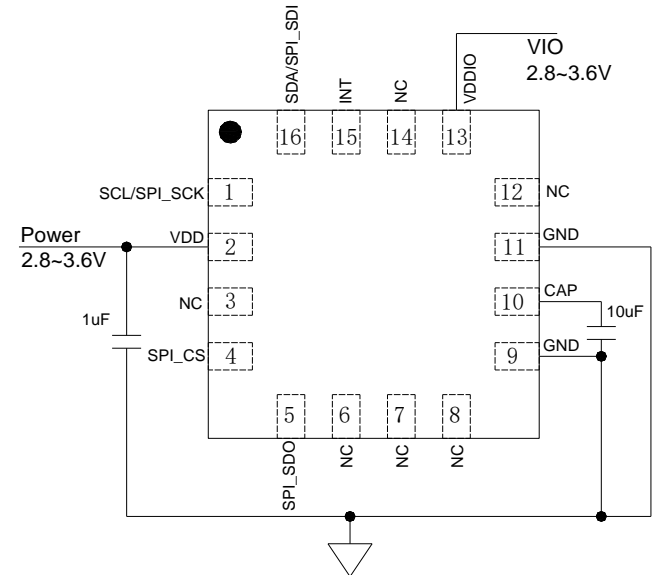 SDA/SPI_SDI
INT
NC
VDDIO
VIO
2.8~3.6V
16
15
14
13
SCL/SPI_SCK
1
12
NC
Power
2.8~3.6V
VDD
2
11
GND
NC
3
10
CAP
10uF
1uF
SPI_CS
4
9
GND
5
6
7
8
SPI_SDO
NC
NC
NC